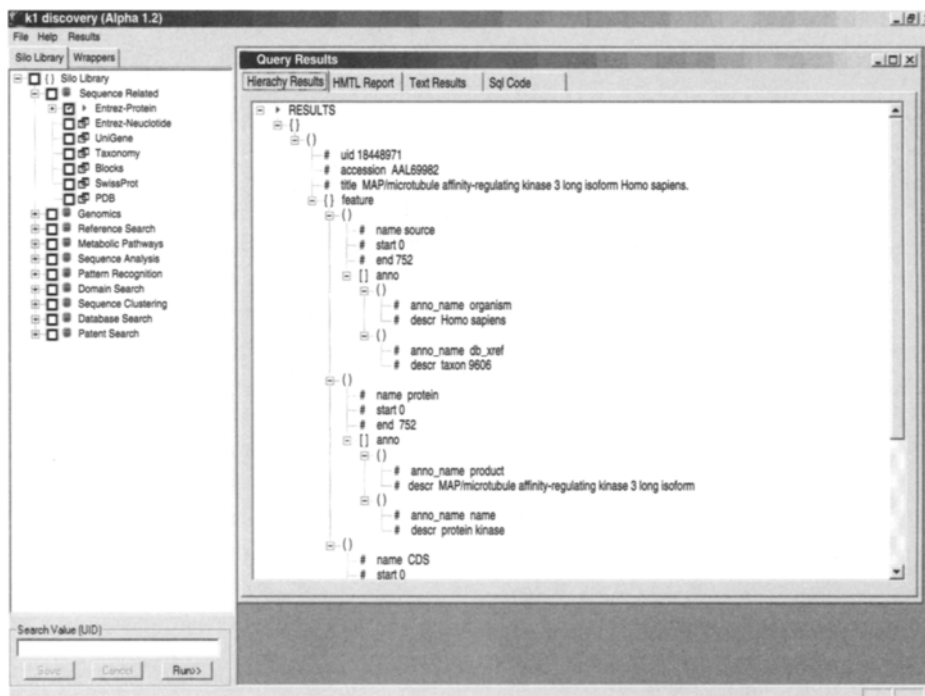 k1 discovery (Alpha 1.2)
File Help Results
Silo Library Wrappers
{ } Silo Library
Sequence Related
Entrez-Protein
Entrez-Neuclotide
UniGene
Taxonomy
Blocks
SwissProt
PDB
Genomics
Reference Search
Metabolic Pathways
Sequence Analysis
Pattern Recognition
Domain Search
Sequence Clustering
Database Search
Patent Search
Search Value (UID)
Save Cancel Run>>
Query Results
Hierachy Results HMTL Report Text Results Sql Code
RESULTS
{ }
( )
# uid 18448971
# accession AAL69982
# title MAP/microtubule affinity-regulating kinase 3 long isoform Homo sapiens.
{ } feature
( )
# name source
# start 0
# end 752
[ ] anno
( )
# anno_name organism
# descr Homo sapiens
( )
# anno_name db_xref
# descr taxon 9606
( )
# name protein
# start 0
# end 752
[ ] anno
( )
# anno_name product
# descr MAP/microtubule affinity-regulating kinase 3 long isoform
( )
# anno_name name
# descr protein kinase
( )
# name CDS
# start 0